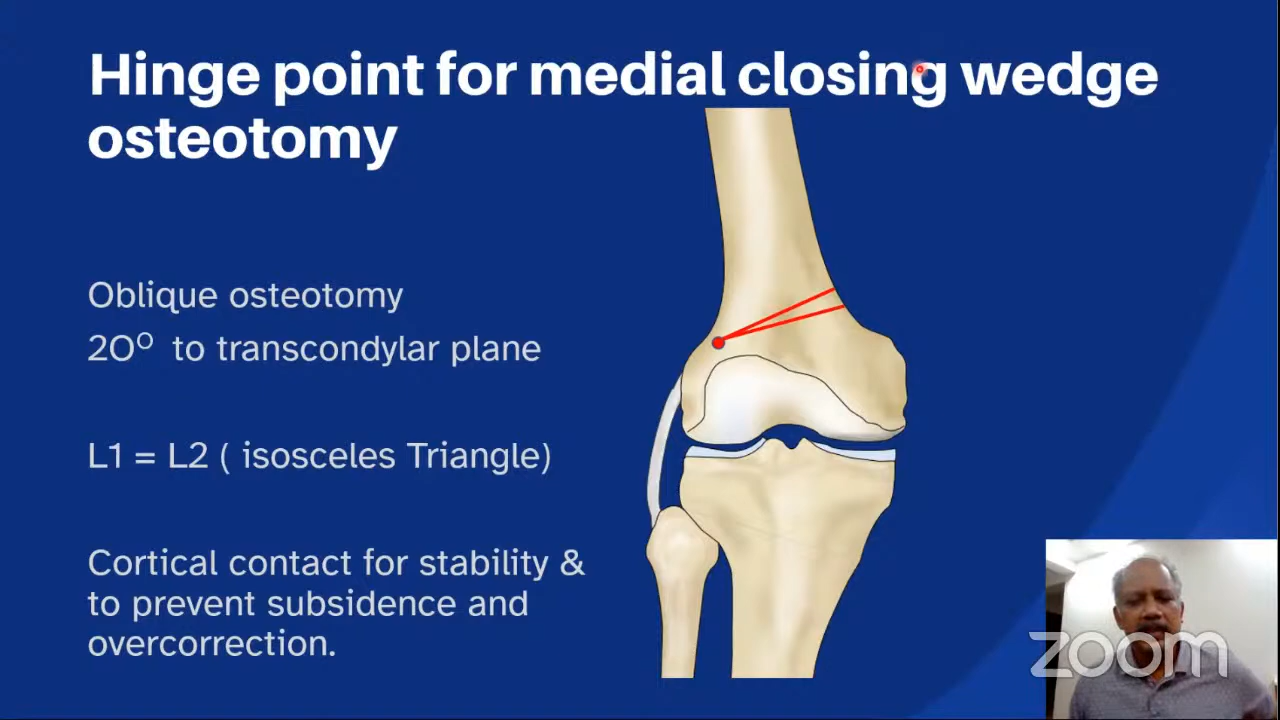 Hinge point for medial closing wedge
osteotomy
Oblique osteotomy
20° to transcondylar plane
L1 = L2 ( isosceles Triangle)
Cortical contact for stability &
to prevent subsidence and
overcorrection.
zoom